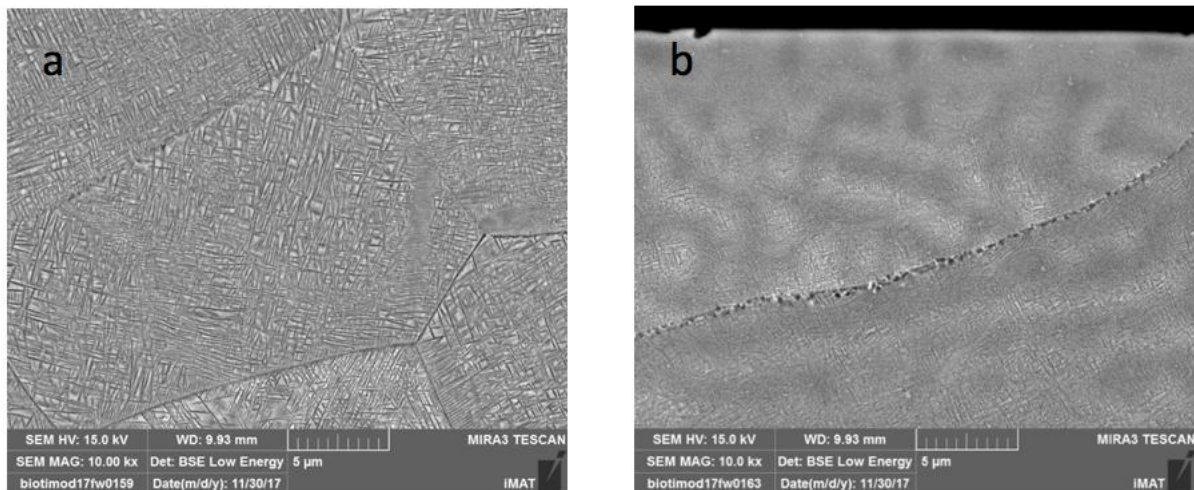 a
SEM HV: 15.0 kV WD: 9.93 mm MIRA3 TESCAN
SEM MAG: 10.00 kx Det: BSE Low Energy 5 µm
biotimod17fw0159 Date(m/d/y): 11/30/17 iMAT
b
SEM HV: 15.0 kV WD: 9.93 mm MIRA3 TESCAN
SEM MAG: 10.0 kx Det: BSE Low Energy 5 µm
biotimod17fw0163 Date(m/d/y): 11/30/17 iMAT